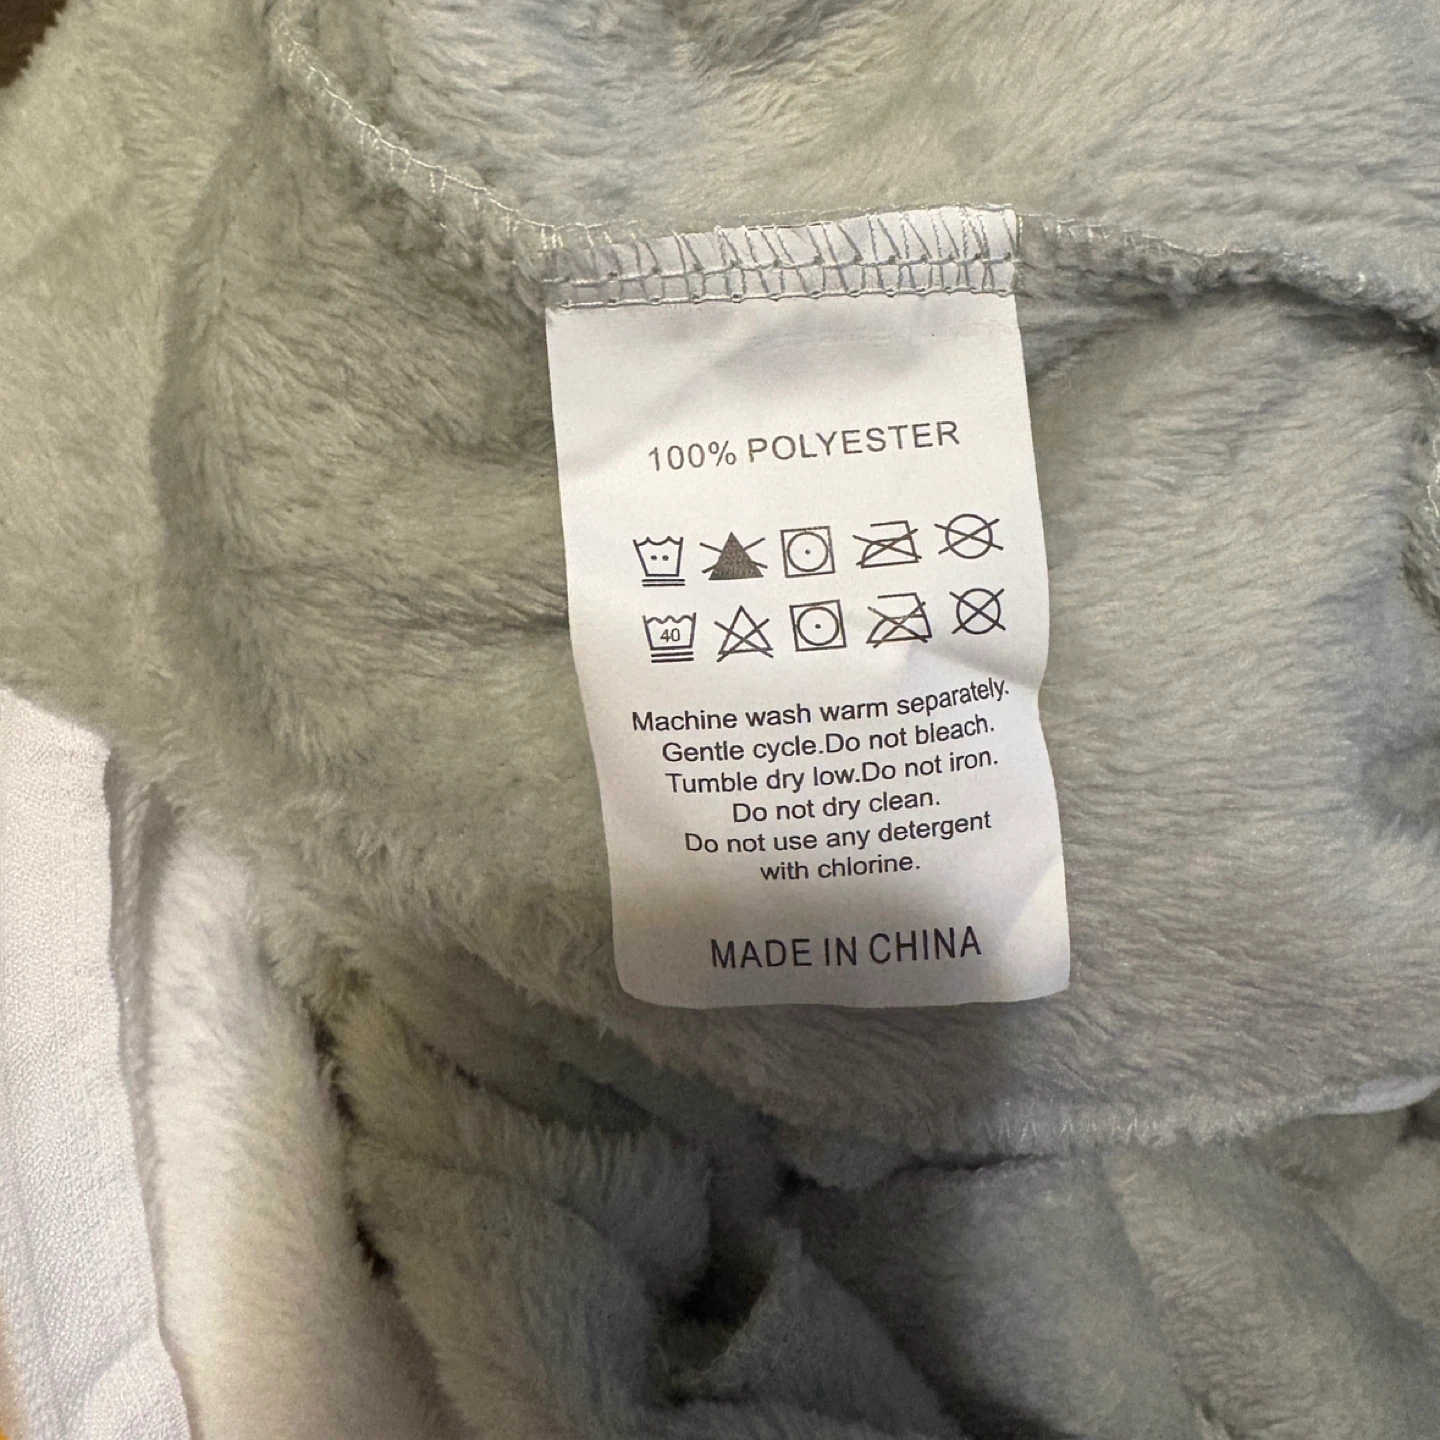 100% POLYESTER
40
Machine wash warm separately.
Gentle cycle.Do not bleach.
Tumble dry low.Do not iron.
Do not dry clean.
Do not use any detergent
with chlorine.
MADE IN CHINA